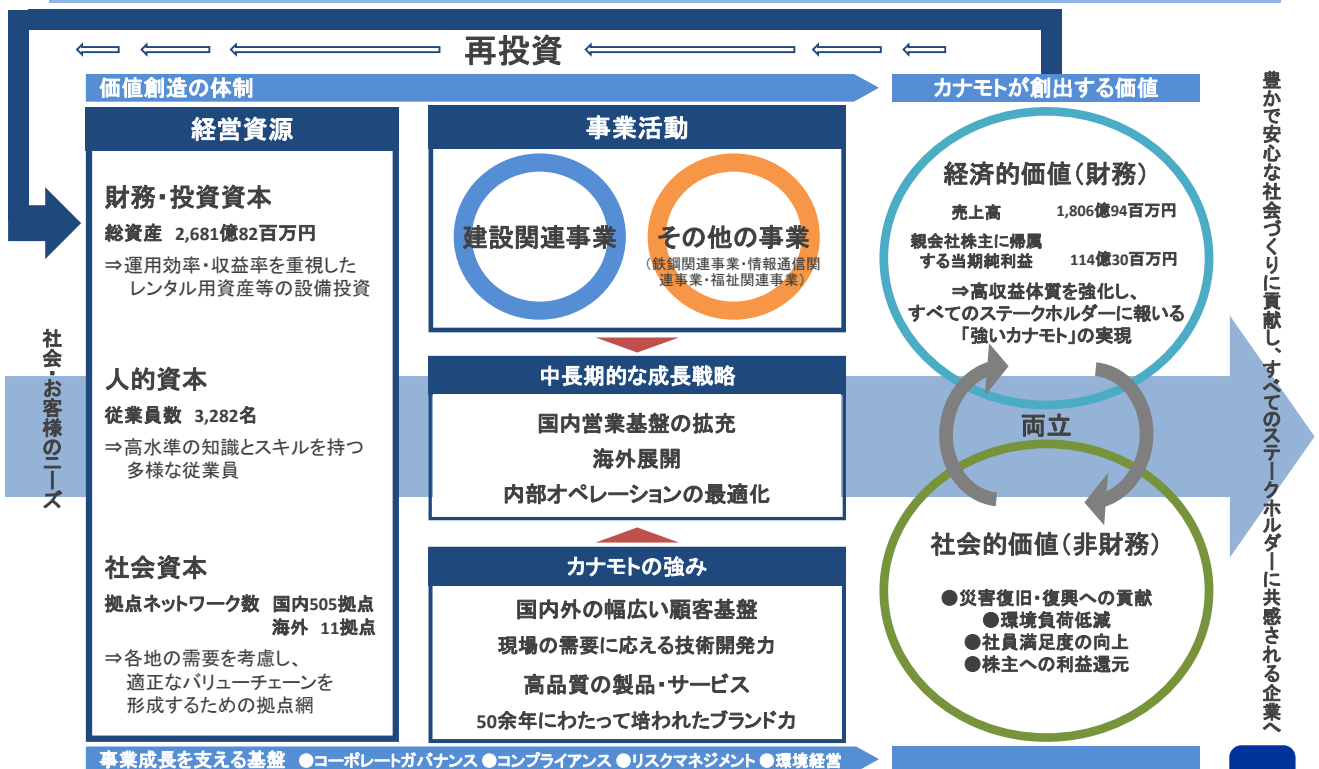 再投資
価値創造の体制
カナモトが創出する価値
社会・お客様のニーズ
経営資源
財務・投資資本
総資産 2,681億82百万円
⇒運用効率・収益率を重視した
レンタル用資産等の設備投資
人的資本
従業員数 3,282名
⇒高水準の知識とスキルを持つ
多様な従業員
社会資本
拠点ネットワーク数 国内505拠点
海外 11拠点
⇒各地の需要を考慮し、
適正なバリューチェーンを
形成するための拠点網
事業活動
建設関連事業
その他の事業
（鉄鋼関連事業・情報通信関
連事業・福祉関連事業）
中長期的な成長戦略
国内営業基盤の拡充
海外展開
内部オペレーションの最適化
カナモトの強み
国内外の幅広い顧客基盤
現場の需要に応える技術開発力
高品質の製品・サービス
50余年にわたって培われたブランド力
経済的価値（財務）
売上高 1,806億94百万円
親会社株主に帰属
する当期純利益 114億30百万円
⇒高収益体質を強化し、
すべてのステークホルダーに報いる
「強いカナモト」の実現
両立
社会的価値（非財務）
●災害復旧・復興への貢献
●環境負荷低減
●社員満足度の向上
●株主への利益還元
豊かで安心な社会づくりに貢献し、すべてのステークホルダーに共感される企業へ
事業成長を支える基盤 ●コーポレートガバナンス ●コンプライアンス ●リスクマネジメント ●環境経営